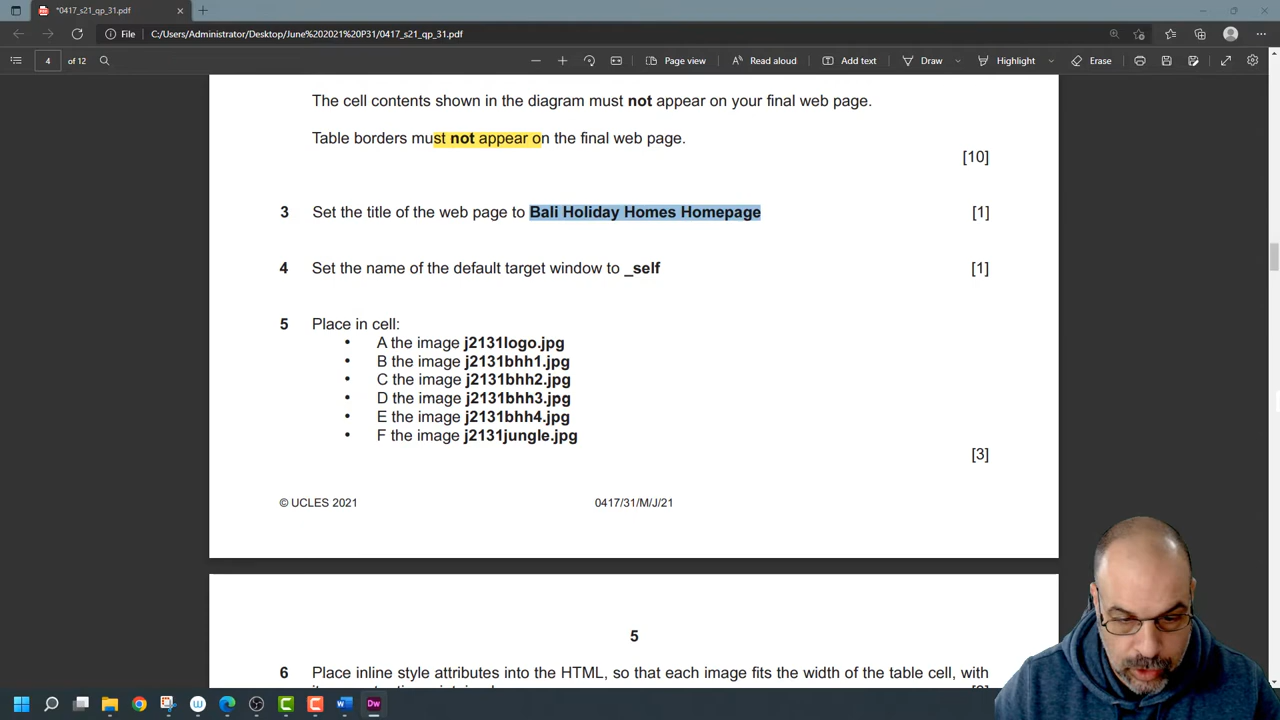 *0417_s21_qp_31.pdf
File
C:/Users/Administrator/Desktop/June%202021%20P31/0417_s21_qp_31.pdf
4 of 12
Page view
Read aloud
Add text
Draw
Highlight
Erase
The cell contents shown in the diagram must not appear on your final web page.
Table borders must not appear on the final web page.
[10]
3 Set the title of the web page to Bali Holiday Homes Homepage [1]
4 Set the name of the default target window to _self [1]
5 Place in cell:
• A the image j2131logo.jpg
• B the image j2131bhh1.jpg
• C the image j2131bhh2.jpg
• D the image j2131bhh3.jpg
• E the image j2131bhh4.jpg
• F the image j2131jungle.jpg
[3]
© UCLES 2021 0417/31/M/J/21
5
6 Place inline style attributes into the HTML, so that each image fits the width of the table cell, with
Dw